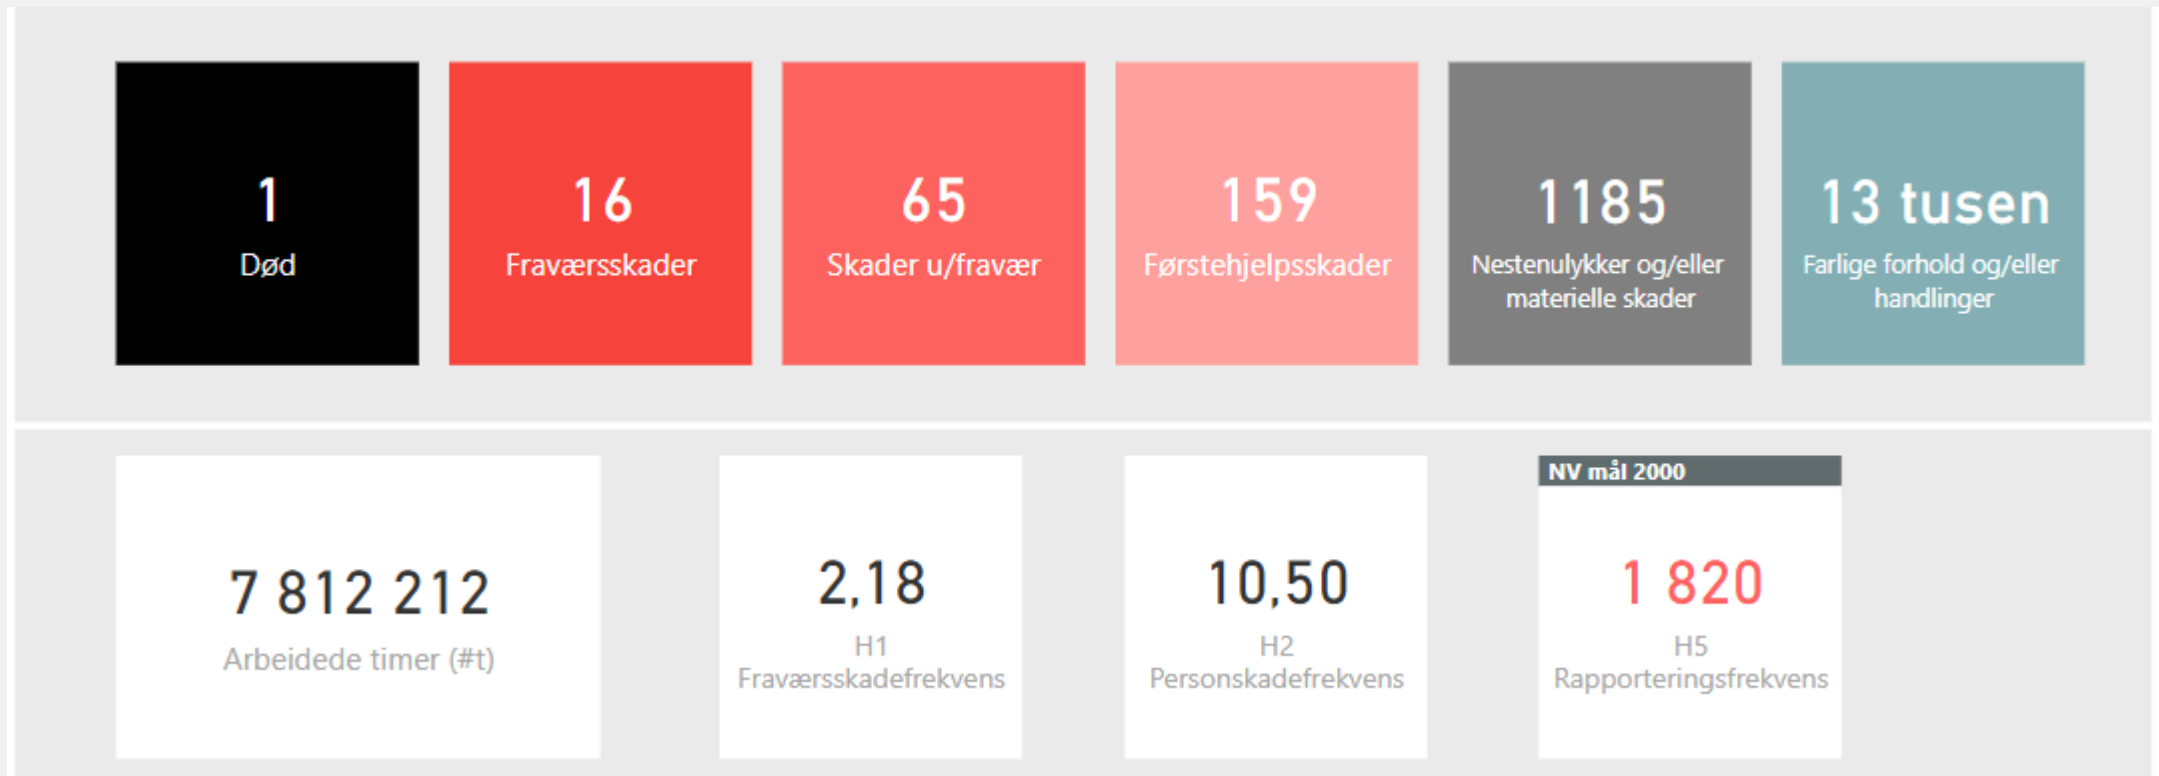 1
Død
16
Fraværsskader
65
Skader u/fravær
159
Førstehjelpsskader
1185
Nestenulykker og/eller
materielle skader
13 tusen
Farlige forhold og/eller
handlinger
7 812 212
Arbeidede timer (#t)
2,18
H1
Fraværsskadefrekvens
10,50
H2
Personskadefrekvens
NV mål 2000
1 820
H5
Rapporteringsfrekvens